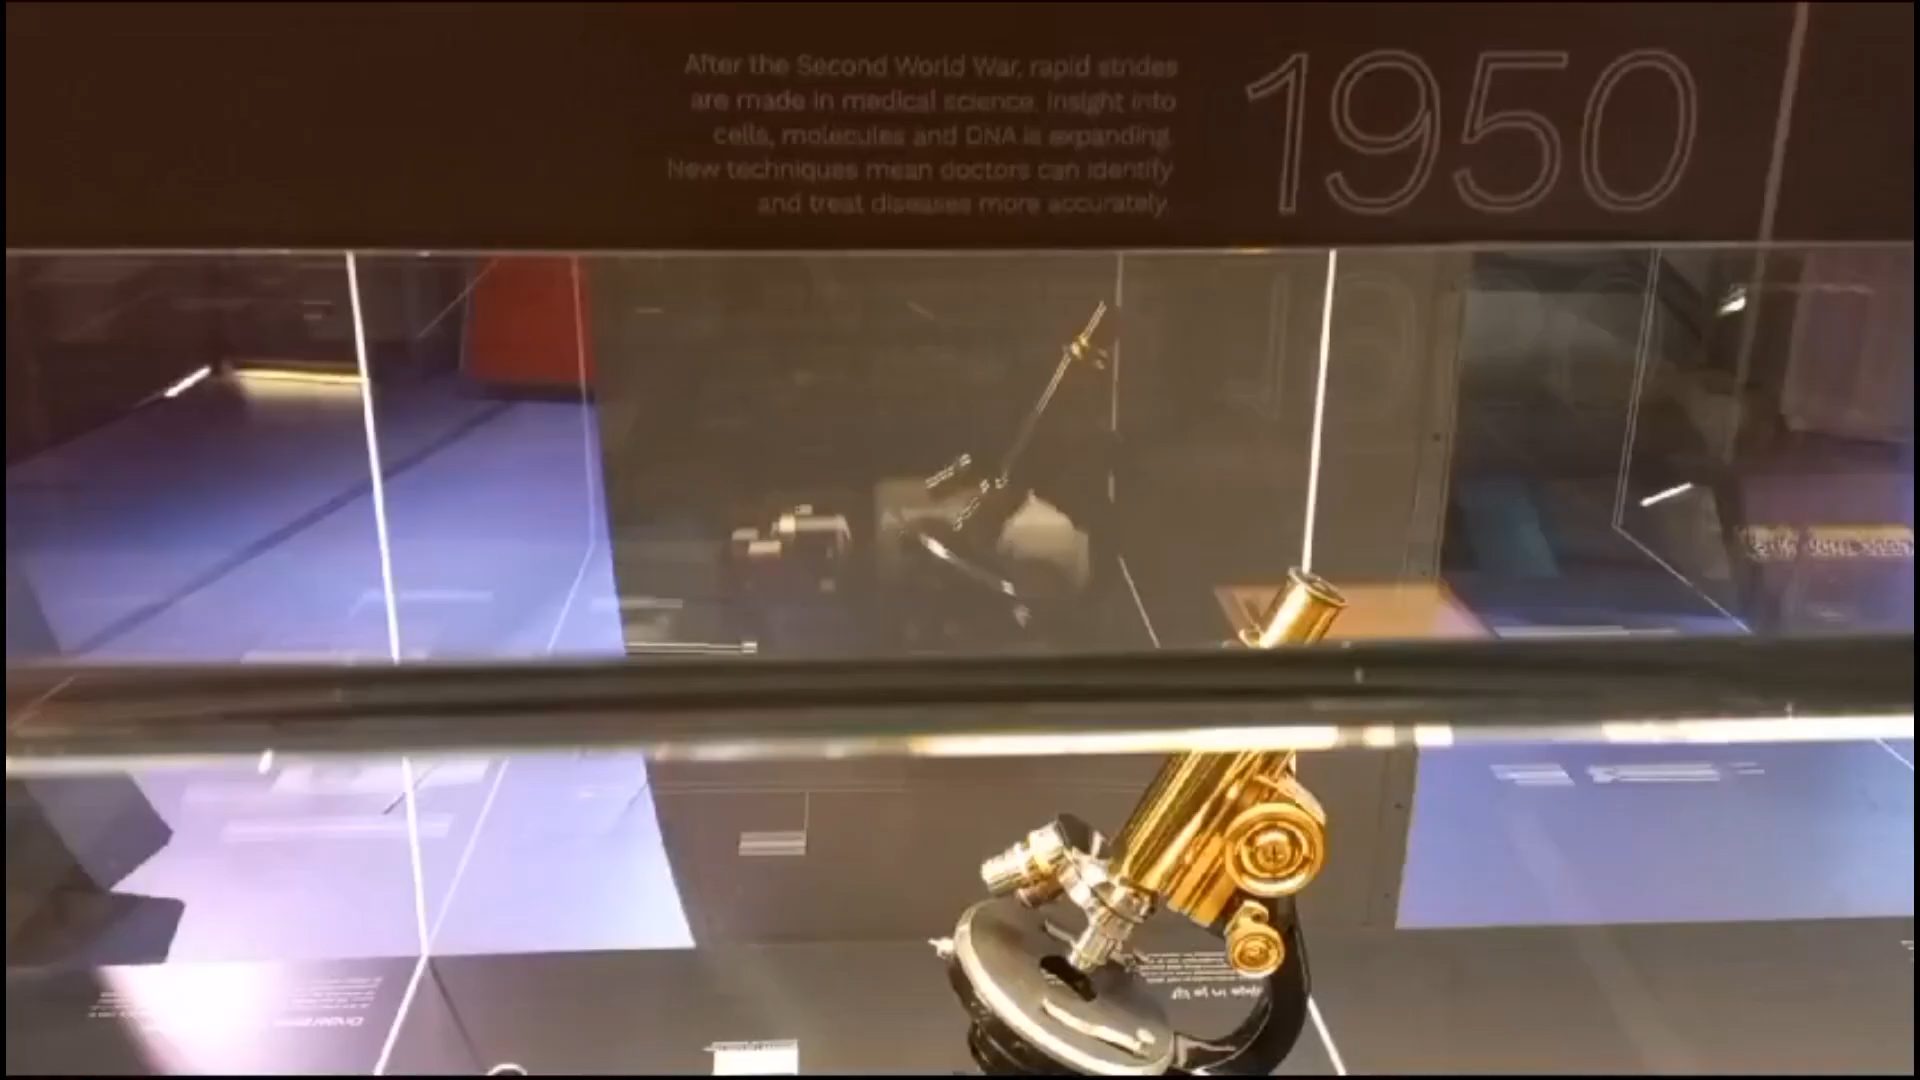 After the Second World War, rapid strides
are made in medical science. Insight into
cells, molecules and DNA is expanding.
New techniques mean doctors can identify
and treat diseases more accurately.
1950